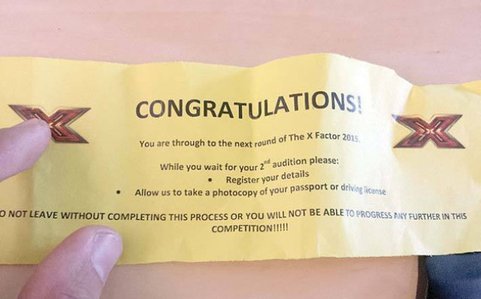 CONGRATULATIONS!
You are through to the next round of The X Factor 2015.
While you wait for your 2nd audition please:
• Register your details
• Allow us to take a photocopy of your passport or driving license
O NOT LEAVE WITHOUT COMPLETING THIS PROCESS OR YOU WILL NOT BE ABLE TO PROGRESS ANY FURTHER IN THIS
COMPETITION!!!!!